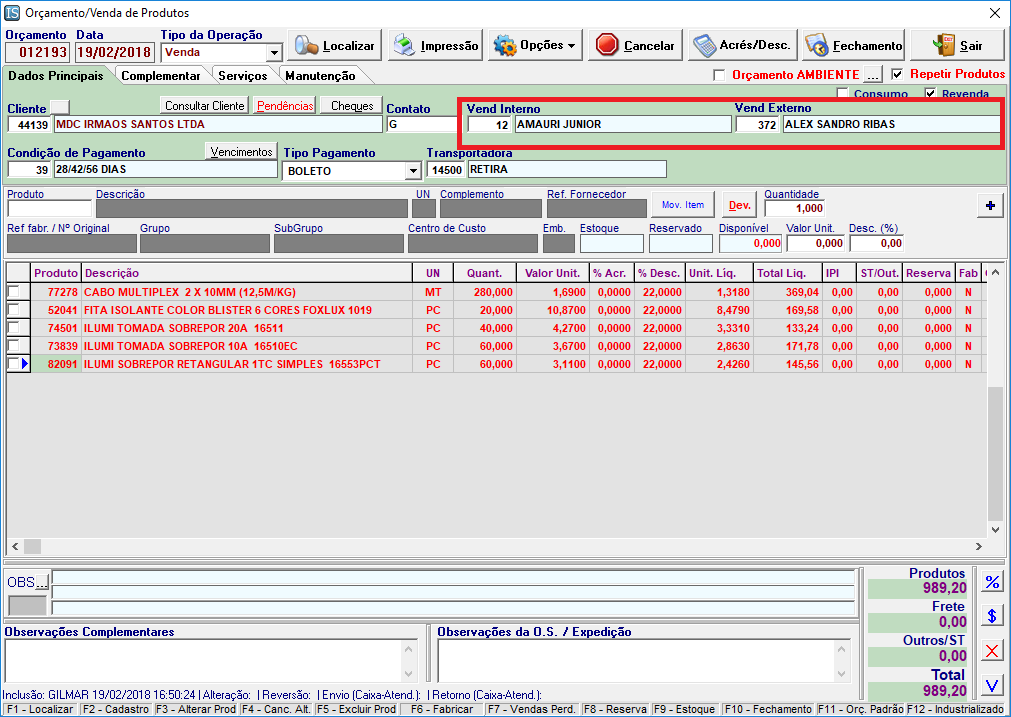 Orçamento/Venda de Produtos
Orçamento Data Tipo da Operação
012193 19/02/2018 Venda
Localizar Impressão Opções Cancelar Acrés/Desc. Fechamento Sair
Dados Principais Complementar Serviços Manutenção
Orçamento AMBIENTE ... Repetir Produtos
Consumo Revenda
Cliente Consultar Cliente Pendências Cheques Contato Vend Interno Vend Externo
44139 MDC IRMAOS SANTOS LTDA G 12 AMAURI JUNIOR 372 ALEX SANDRO RIBAS
Condição de Pagamento Vencimentos Tipo Pagamento Transportadora
39 28/42/56 DIAS BOLETO 14500 RETIRA
Produto Descrição UN Complemento Ref. Fornecedor Mov. Item Dev. Quantidade
1,000 +
Ref fabr. / Nº Original Grupo SubGrupo Centro de Custo Emb. Estoque Reservado Disponível Valor Unit. Desc. (%)
0,000 0,000 0,00
Produto Descrição UN Quant. Valor Unit. % Acr. % Desc. Unit. Líq. Total Liq. IPI ST/Out. Reserva Fab
77278 CABO MULTIPLEX 2 X 10MM (12,5M/KG) MT 280,000 1,6900 0,0000 22,0000 1,3180 369,04 0,00 0,00 0,000 N
52041 FITA ISOLANTE COLOR BLISTER 6 CORES FOXLUX 1019 PC 20,000 10,8700 0,0000 22,0000 8,4790 169,58 0,00 0,00 0,000 N
74501 ILUMI TOMADA SOBREPOR 20A 16511 PC 40,000 4,2700 0,0000 22,0000 3,3310 133,24 0,00 0,00 0,000 N
73839 ILUMI TOMADA SOBREPOR 10A 16510EC PC 60,000 3,6700 0,0000 22,0000 2,8630 171,78 0,00 0,00 0,000 N
82091 ILUMI SOBREPOR RETANGULAR 1TC SIMPLES 16553PCT PC 60,000 3,1100 0,0000 22,0000 2,4260 145,56 0,00 0,00 0,000 N
OBS...
Produtos
989,20 %
Frete
0,00 $
Outros/ST
0,00 X
Total
989,20 V
Observações Complementares Observações da O.S. / Expedição
Inclusão: GILMAR 19/02/2018 16:50:24 | Alteração: | Reversão: | Envio (Caixa-Atend.): | Retorno (Caixa-Atend.):
F1 - Localizar F2 - Cadastro F3 - Alterar Prod F4 - Canc. Alt. F5 - Excluir Prod F6 - Fabricar F7 - Vendas Perd. F8 - Reserva F9 - Estoque F10 - Fechamento F11 - Orç. Padrão F12 - Industrializado